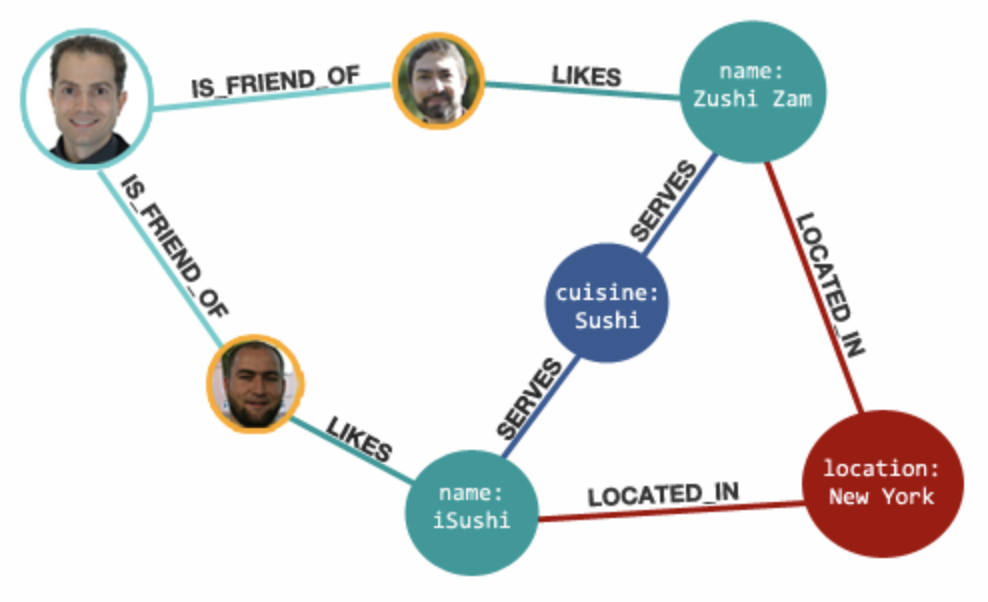 IS_FRIEND_OF
LIKES
name:
Zushi Zam
IS_FRIEND_OF
SERVES
LOCATED_IN
cuisine:
Sushi
SERVES
LIKES
name:
iSushi
LOCATED_IN
location:
New York